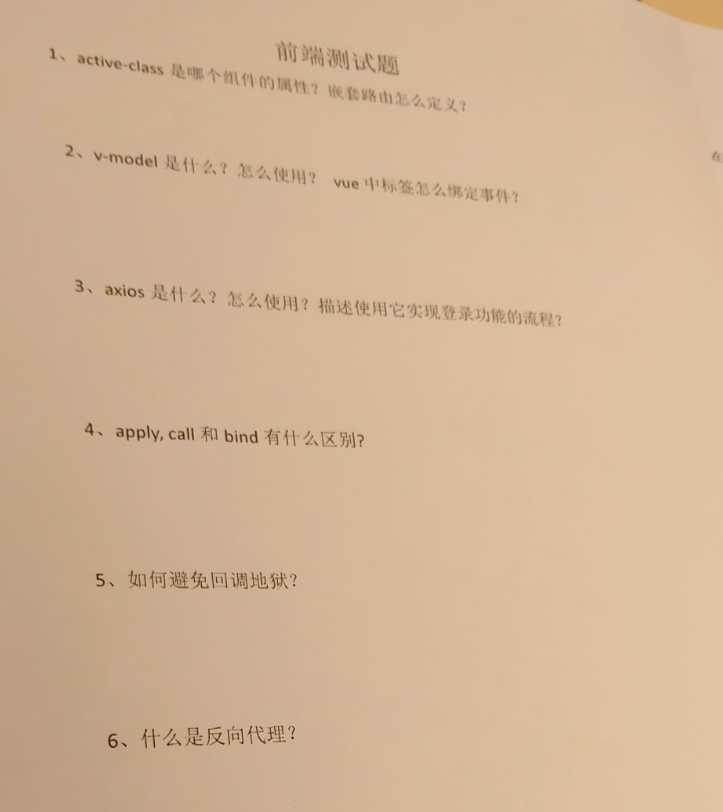 前端测试题
1、active-class 是哪个组件的属性？嵌套路由怎么定义？
在
2、v-model 是什么？怎么使用？ vue 中标签怎么绑定事件？
3、axios 是什么？怎么使用？描述使用它实现登录功能的流程？
4、apply, call 和 bind 有什么区别?
5、如何避免回调地狱？
6、什么是反向代理？